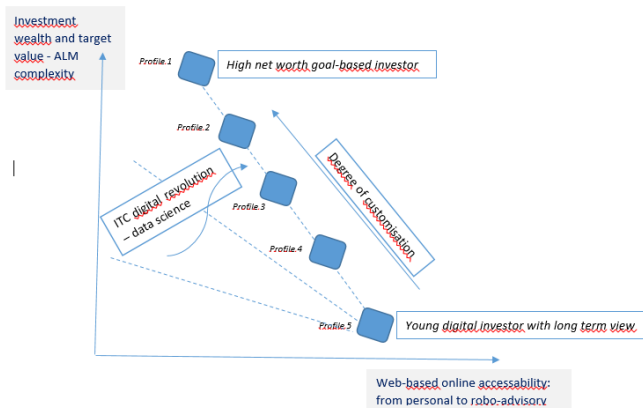 Investment
wealth and target
value - ALM
complexity
Profile.1
High net worth goal-based investor
Profile.2
Degree of customisation
ITC digital revolution
– data science
Profile.3
Profile.4
Profile.5
Young digital investor with long term view
Web-based online accessability:
from personal to robo-advisory